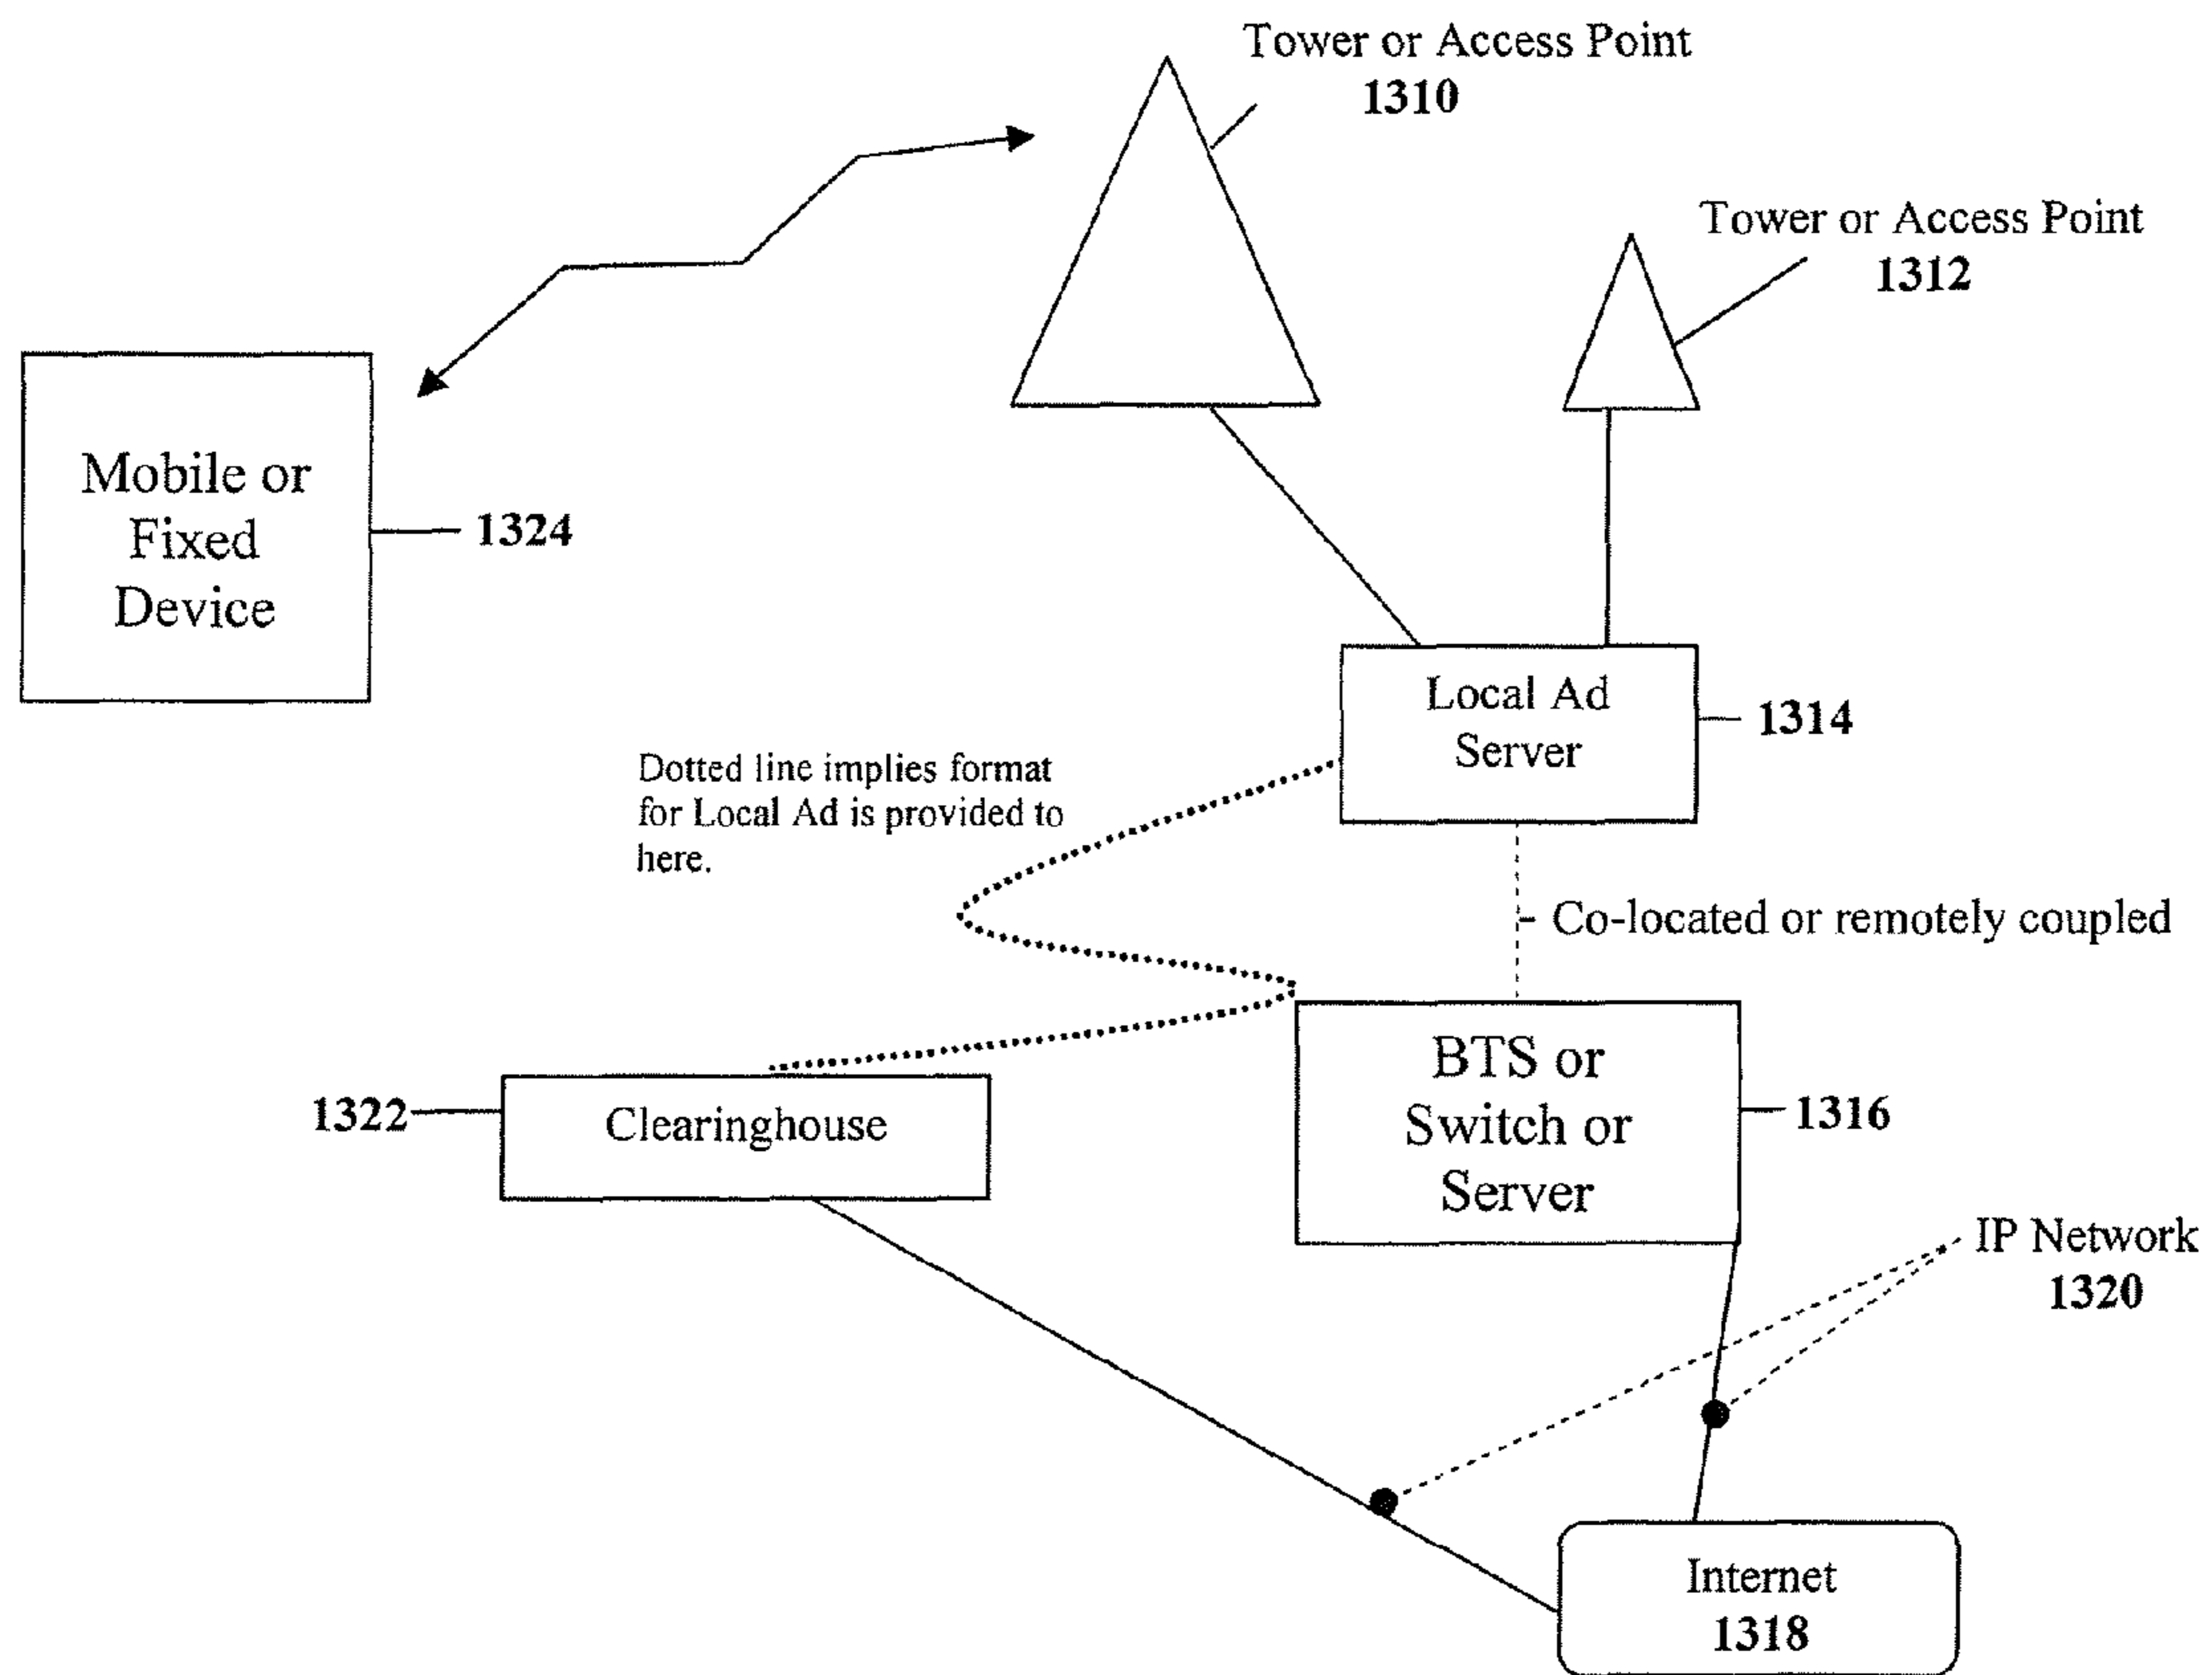 Tower or Access Point
1310
Tower or Access Point
1312
Mobile or
Fixed
Device
1324
Local Ad
Server
1314
Dotted line implies format
for Local Ad is provided to
here.
Co-located or remotely coupled
BTS or
Switch or
Server
1316
1322
Clearinghouse
IP Network
1320
Internet
1318